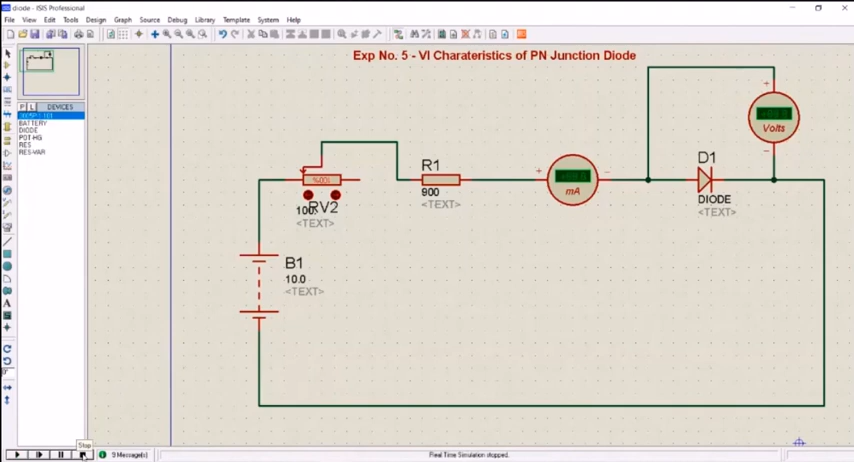 diode - ISIS Professional
File View Edit Tools Design Graph Source Debug Library Template System Help
Exp No. 5 - VI Charateristics of PN Junction Diode
P L DEVICES
BATTERY
DIODE
POT-HG
RES
RES-VAR
Volts
R1
900
<TEXT>
mA
D1
DIODE
<TEXT>
RV2
<TEXT>
B1
10.0
<TEXT>
Stop
9 Message(s)
Real Time Simulation stopped.